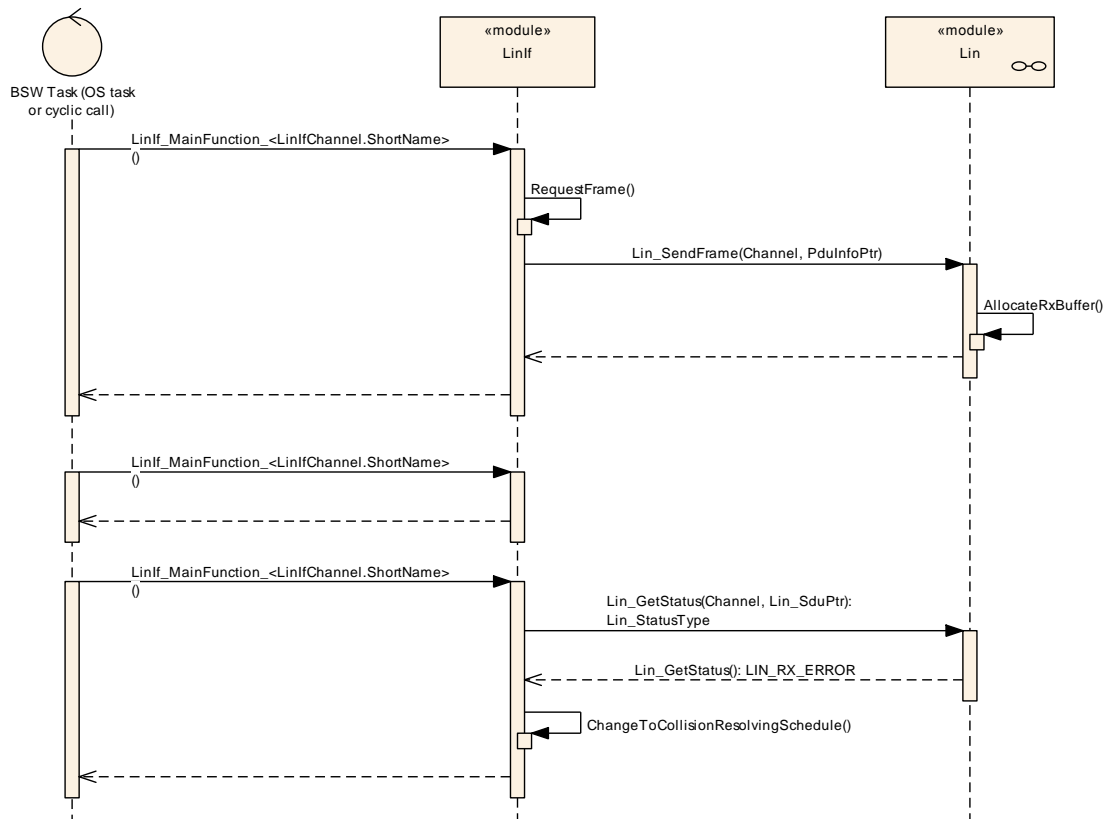 «module»
LinIf
«module»
Lin
BSW Task (OS task
or cyclic call)
LinIf_MainFunction_<LinIfChannel.ShortName>
()
RequestFrame()
Lin_SendFrame(Channel, PduInfoPtr)
AllocateRxBuffer()
LinIf_MainFunction_<LinIfChannel.ShortName>
()
LinIf_MainFunction_<LinIfChannel.ShortName>
()
Lin_GetStatus(Channel, Lin_SduPtr):
Lin_StatusType
Lin_GetStatus(): LIN_RX_ERROR
ChangeToCollisionResolvingSchedule()